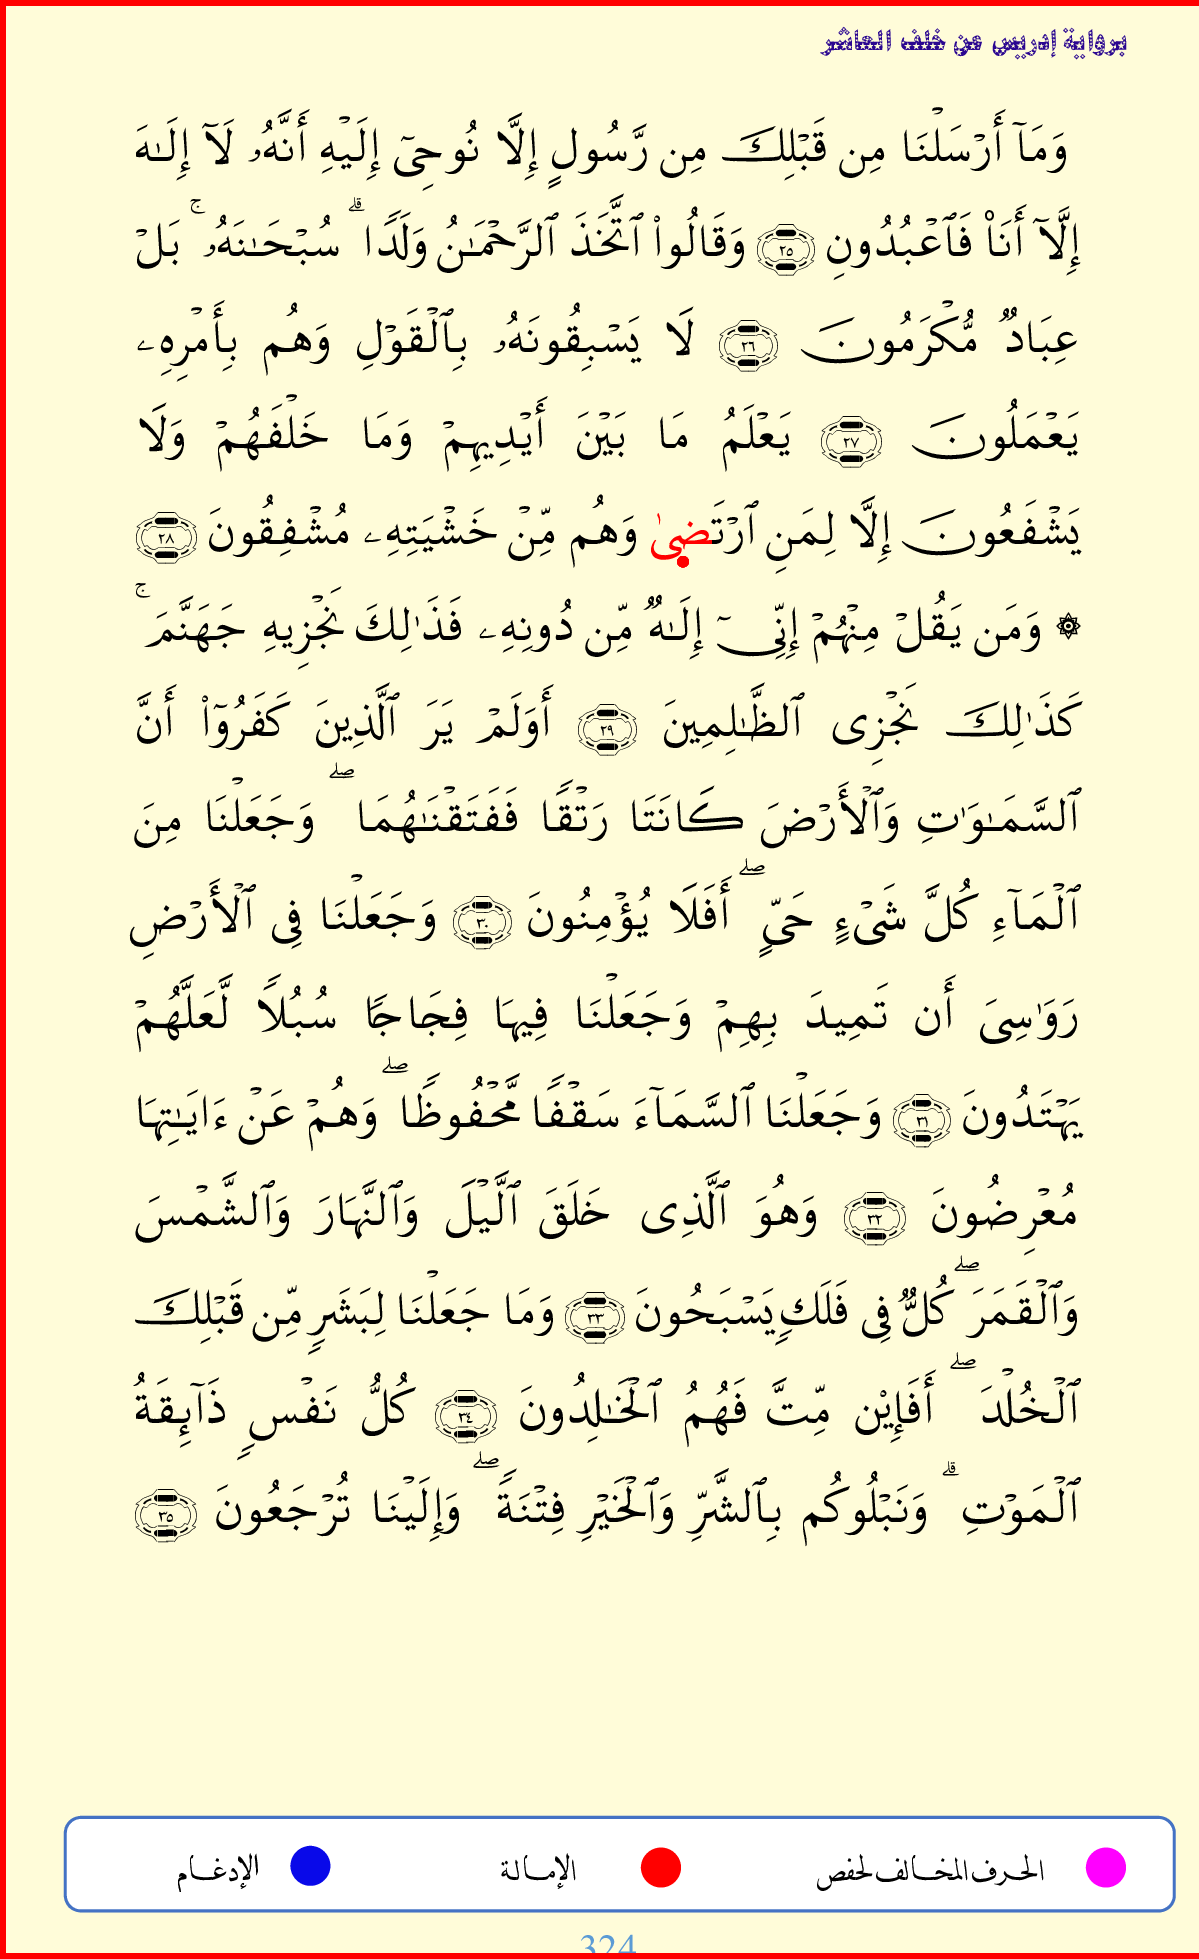 برواية إدريس عن خلف العاشر
وَمَآ أَرۡسَلۡنَا مِن قَبۡلِكَ مِن رَّسُولٍ إِلَّا نُوحِيٓ إِلَيۡهِ أَنَّهُۥ لَآ إِلَٰهَ
إِلَّآ أَنَا۠ فَٱعۡبُدُونِ ٢٥ وَقَالُواْ ٱتَّخَذَ ٱلرَّحۡمَٰنُ وَلَدٗاۗ سُبۡحَٰنَهُۥۚ بَلۡ
عِبَادٞ مُّكۡرَمُونَ ٢٦ لَا يَسۡبِقُونَهُۥ بِٱلۡقَوۡلِ وَهُم بِأَمۡرِهِۦ
يَعۡمَلُونَ ٢٧ يَعۡلَمُ مَا بَيۡنَ أَيۡدِيهِمۡ وَمَا خَلۡفَهُمۡ وَلَا
يَشۡفَعُونَ إِلَّا لِمَنِ ٱرۡتَضىٰ وَهُم مِّنۡ خَشۡيَتِهِۦ مُشۡفِقُونَ ٢٨
۞ وَمَن يَقُلۡ مِنۡهُمۡ إِنِّيٓ إِلَٰهٞ مِّن دُونِهِۦ فَذَٰلِكَ نَجۡزِيهِ جَهَنَّمَۚ
كَذَٰلِكَ نَجۡزِي ٱلظَّٰلِمِينَ ٢٩ أَوَلَمۡ يَرَ ٱلَّذِينَ كَفَرُوٓاْ أَنَّ
ٱلسَّمَٰوَٰتِ وَٱلۡأَرۡضَ كَانَتَا رَتۡقٗا فَفَتَقۡنَٰهُمَاۖ وَجَعَلۡنَا مِنَ
ٱلۡمَآءِ كُلَّ شَيۡءٍ حَيٍّۖ أَفَلَا يُؤۡمِنُونَ ٣٠ وَجَعَلۡنَا فِي ٱلۡأَرۡضِ
رَوَٰسِيَ أَن تَمِيدَ بِهِمۡ وَجَعَلۡنَا فِيهَا فِجَاجٗا سُبُلٗا لَّعَلَّهُمۡ
يَهۡتَدُونَ ٣١ وَجَعَلۡنَا ٱلسَّمَآءَ سَقۡفٗا مَّحۡفُوظٗاۖ وَهُمۡ عَنۡ ءَايَٰتِهَا
مُعۡرِضُونَ ٣٢ وَهُوَ ٱلَّذِي خَلَقَ ٱلَّيۡلَ وَٱلنَّهَارَ وَٱلشَّمۡسَ
وَٱلۡقَمَرَۖ كُلّٞ فِي فَلَكٖ يَسۡبَحُونَ ٣٣ وَمَا جَعَلۡنَا لِبَشَرٖ مِّن قَبۡلِكَ
ٱلۡخُلۡدَۖ أَفَإِيْن مِّتَّ فَهُمُ ٱلۡخَٰلِدُونَ ٣٤ كُلُّ نَفۡسٖ ذَآئِقَةُ
ٱلۡمَوۡتِۗ وَنَبۡلُوكُم بِٱلشَّرِّ وَٱلۡخَيۡرِ فِتۡنَةٗۖ وَإِلَيۡنَا تُرۡجَعُونَ ٣٥
الحرف المخالف لحفص الإمالة الإدغام
324